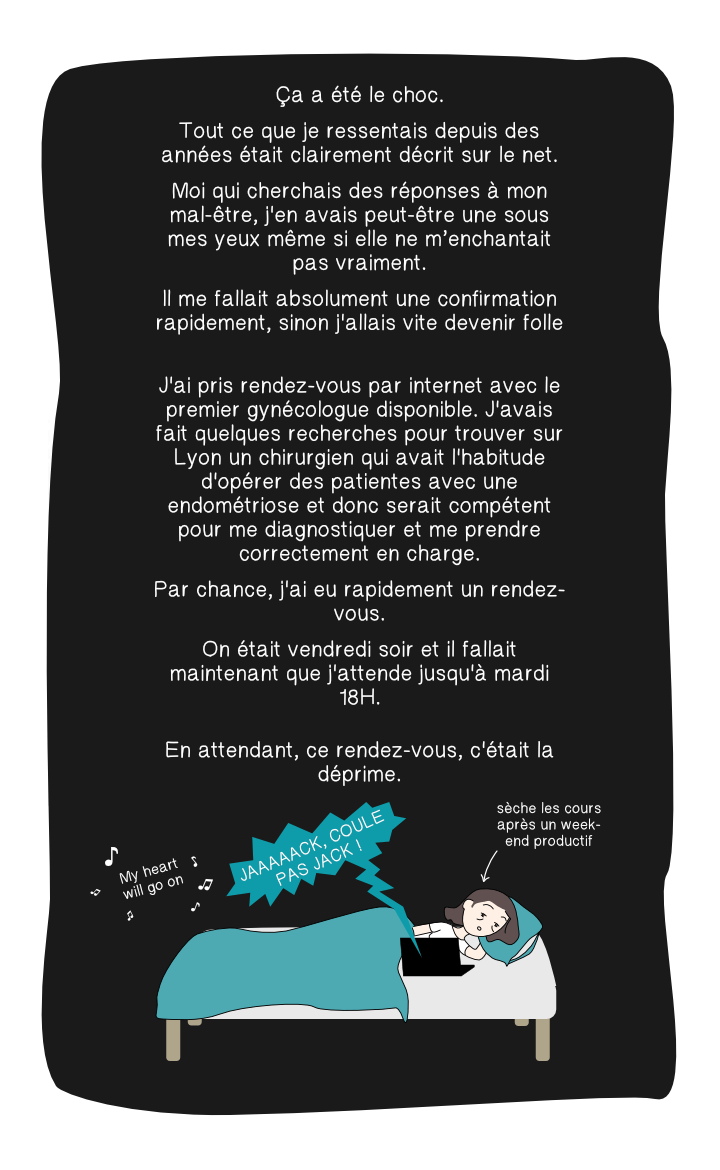 Ça a été le choc.
Tout ce que je ressentais depuis des
années était clairement décrit sur le net.
Moi qui cherchais des réponses à mon
mal-être, j'en avais peut-être une sous
mes yeux même si elle ne m’enchantait
pas vraiment.
Il me fallait absolument une confirmation
rapidement, sinon j'allais vite devenir folle
J'ai pris rendez-vous par internet avec le
premier gynécologue disponible. J'avais
fait quelques recherches pour trouver sur
Lyon un chirurgien qui avait l'habitude
d'opérer des patientes avec une
endométriose et donc serait compétent
pour me diagnostiquer et me prendre
correctement en charge.
Par chance, j'ai eu rapidement un rendez-
vous.
On était vendredi soir et il fallait
maintenant que j'attende jusqu'à mardi
18H.
En attendant, ce rendez-vous, c'était la
déprime.
sèche les cours
après un week-
end productif
JAAAAACK, COULE
PAS JACK !
My heart
will go on